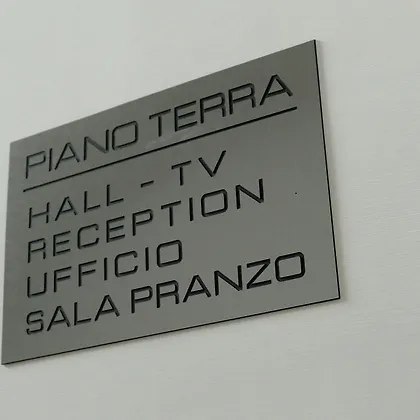 PIANO TERRA
HALL - TV
RECEPTION
UFFICIO
SALA PRANZO